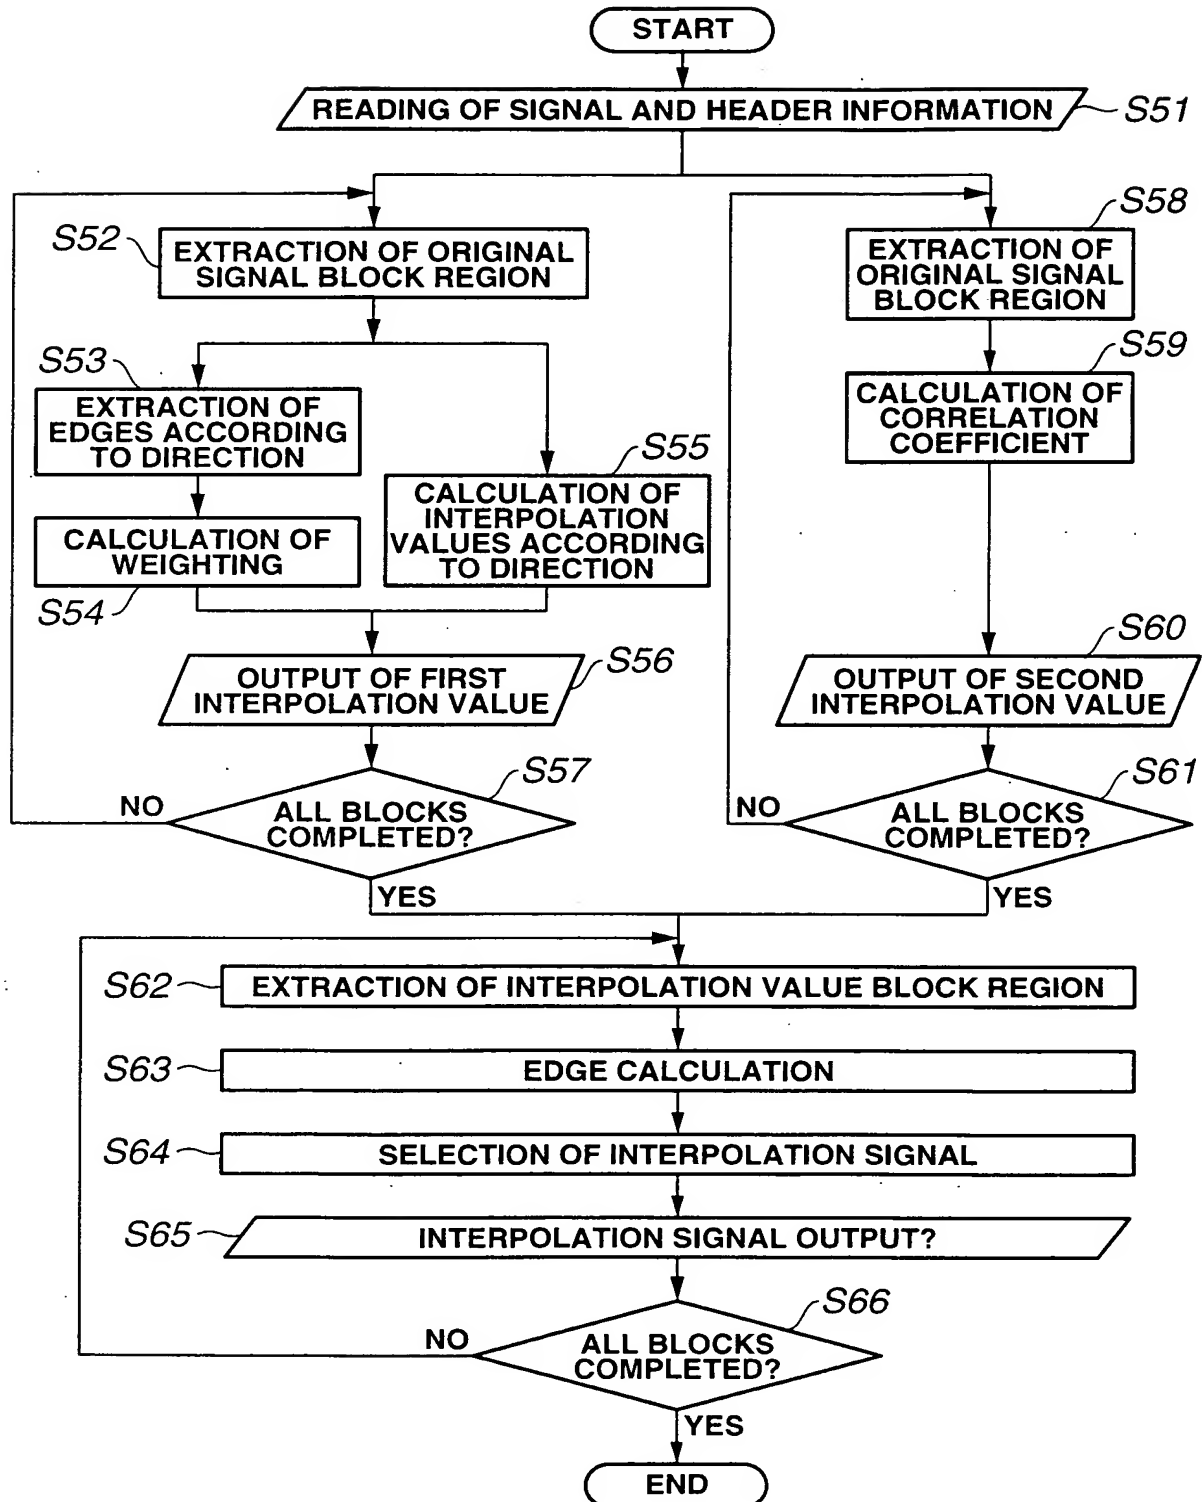 START
READING OF SIGNAL AND HEADER INFORMATION
S51
S52
EXTRACTION OF ORIGINAL
SIGNAL BLOCK REGION
S53
EXTRACTION OF
EDGES ACCORDING
TO DIRECTION
CALCULATION OF
WEIGHTING
S54
S55
CALCULATION OF
INTERPOLATION
VALUES ACCORDING
TO DIRECTION
OUTPUT OF FIRST
INTERPOLATION VALUE
S56
S57
ALL BLOCKS
COMPLETED?
NO
YES
S58
EXTRACTION OF
ORIGINAL SIGNAL
BLOCK REGION
S59
CALCULATION OF
CORRELATION
COEFFICIENT
S60
OUTPUT OF SECOND
INTERPOLATION VALUE
S61
ALL BLOCKS
COMPLETED?
NO
YES
S62
EXTRACTION OF INTERPOLATION VALUE BLOCK REGION
S63
EDGE CALCULATION
S64
SELECTION OF INTERPOLATION SIGNAL
S65
INTERPOLATION SIGNAL OUTPUT?
S66
ALL BLOCKS
COMPLETED?
NO
YES
END